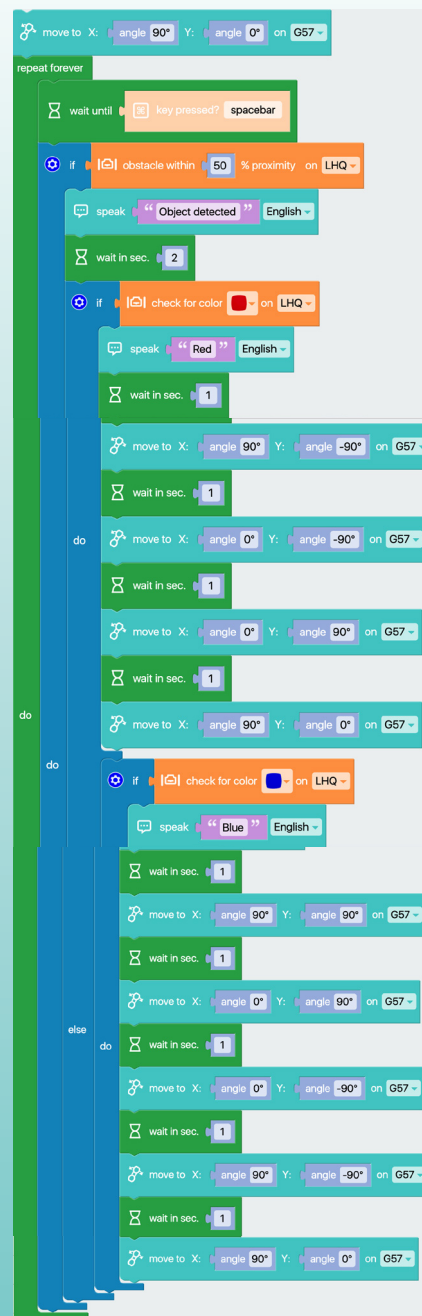 move to X: angle 90° Y: angle 0° on G57
repeat forever
wait until key pressed? spacebar
if obstacle within 50 % proximity on LHQ
speak “ Object detected ” English
wait in sec. 2
if check for color on LHQ
speak “ Red ” English
wait in sec. 1
move to X: angle 90° Y: angle -90° on G57
wait in sec. 1
do move to X: angle 0° Y: angle -90° on G57
wait in sec. 1
move to X: angle 0° Y: angle 90° on G57
wait in sec. 1
do move to X: angle 90° Y: angle 0° on G57
do
if check for color on LHQ
speak “ Blue ” English
wait in sec. 1
move to X: angle 90° Y: angle 90° on G57
wait in sec. 1
move to X: angle 0° Y: angle 90° on G57
else
do wait in sec. 1
move to X: angle 0° Y: angle -90° on G57
wait in sec. 1
move to X: angle 90° Y: angle -90° on G57
wait in sec. 1
move to X: angle 90° Y: angle 0° on G57